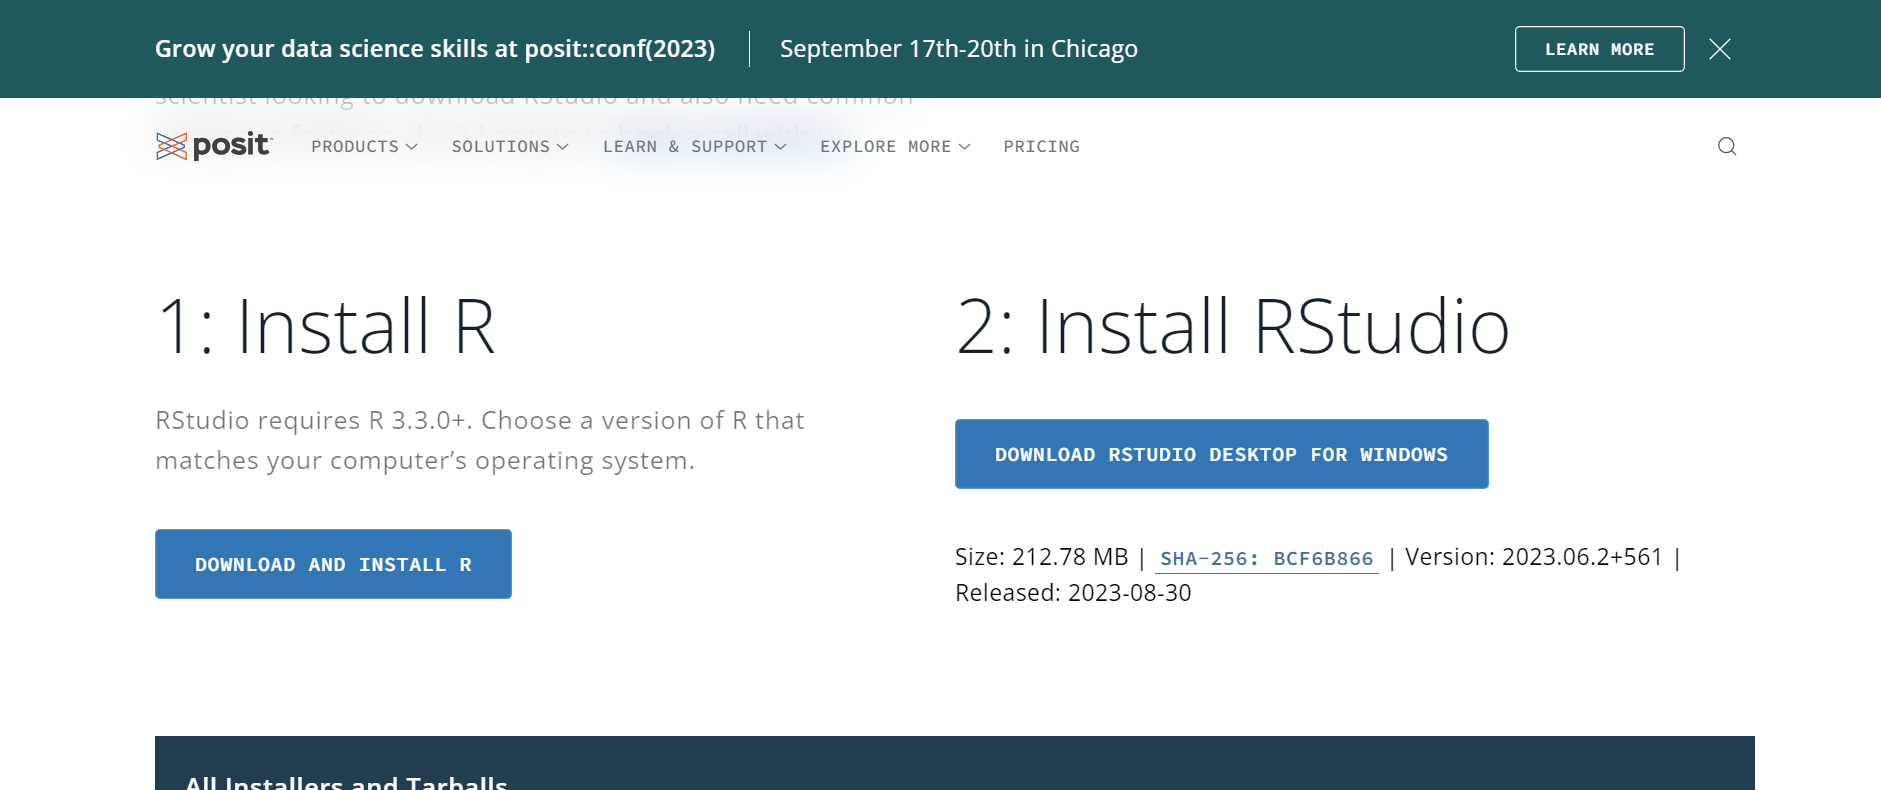 Grow your data science skills at posit::conf(2023)
September 17th-20th in Chicago
LEARN MORE
scientist looking to download RStudio and also need common
features, don't hesitate to book a call with us
posit
PRODUCTS
SOLUTIONS
LEARN & SUPPORT
EXPLORE MORE
PRICING
1: Install R
RStudio requires R 3.3.0+. Choose a version of R that
matches your computer’s operating system.
DOWNLOAD AND INSTALL R
2: Install RStudio
DOWNLOAD RSTUDIO DESKTOP FOR WINDOWS
Size: 212.78 MB | SHA-256: BCF6B866 | Version: 2023.06.2+561 |
Released: 2023-08-30
All Installers and Tarballs